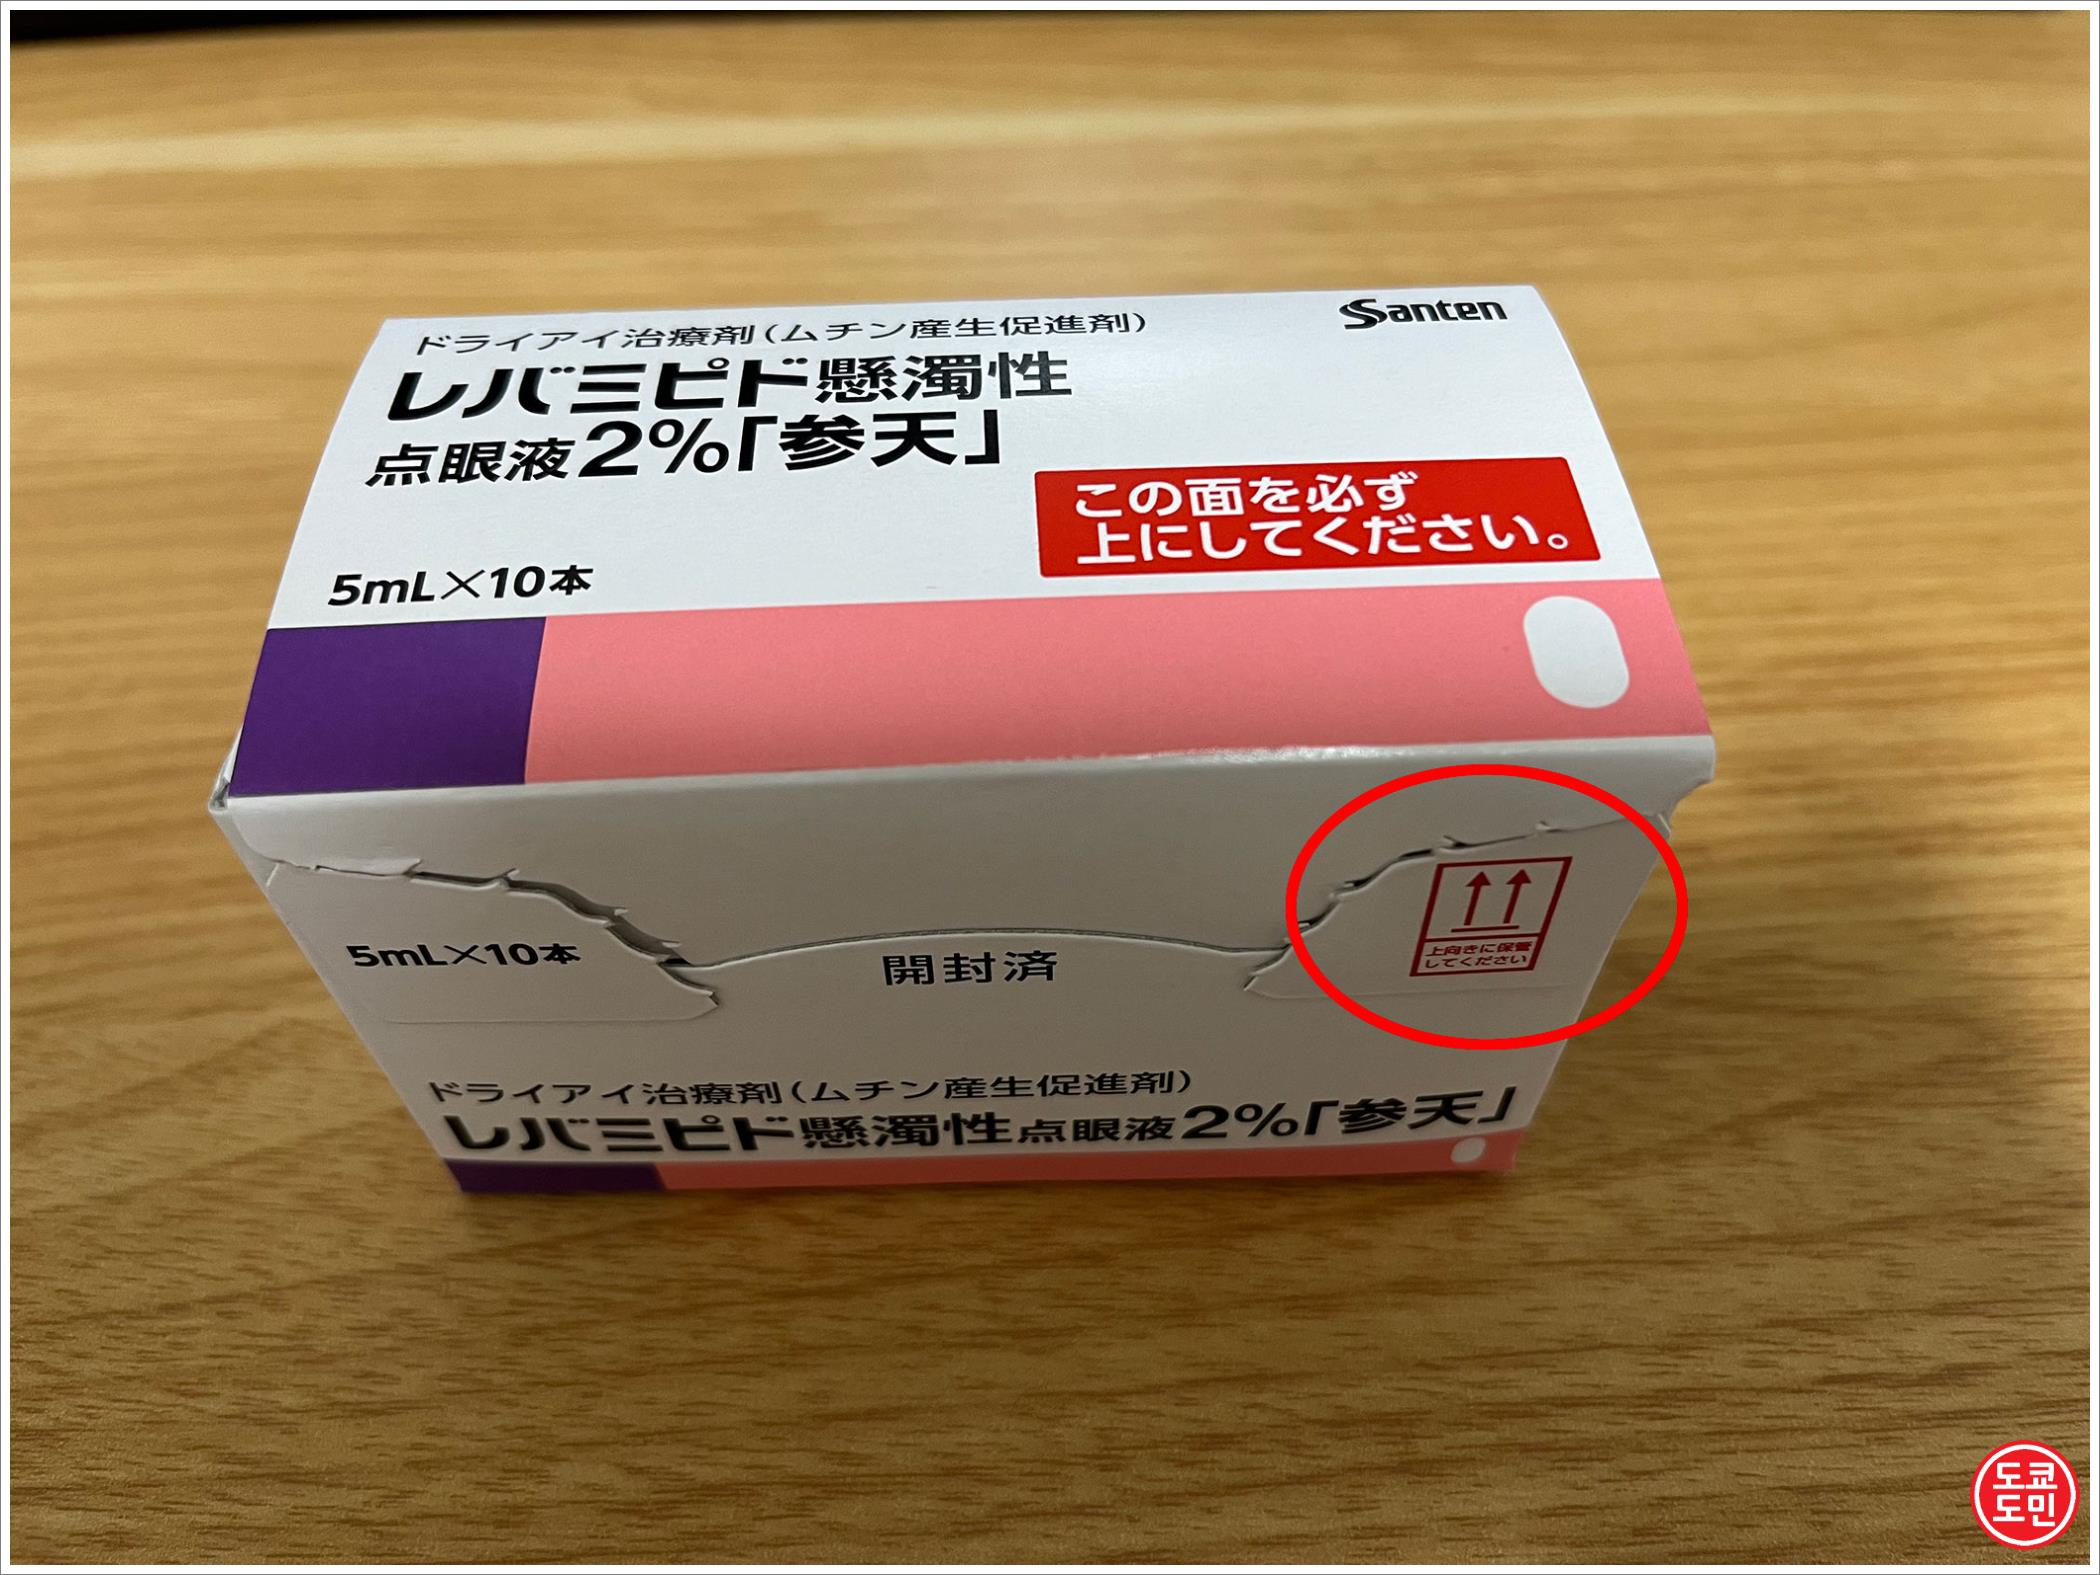 Santen
ドライアイ治療剤(ムチン産生促進剤)
レバミピド懸濁性
点眼液2%「参天」
この面を必ず
上にしてください。
5mL×10本
5mL×10本
開封済
上向きに保管
してください
ドライアイ治療剤(ムチン産生促進剤)
レバミピド懸濁性点眼液2%「参天」
도쿄
도민